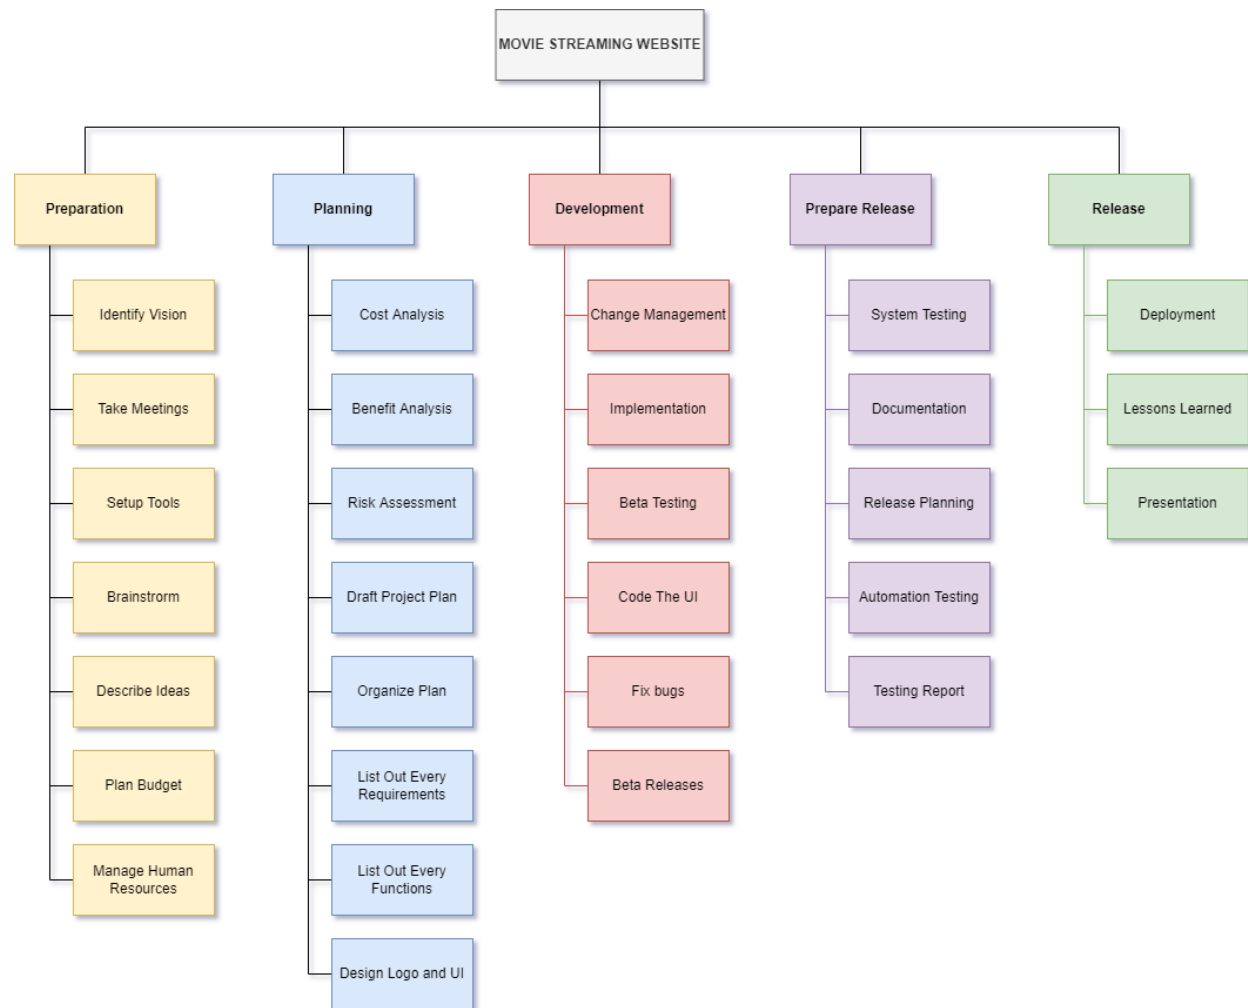 MOVIE STREAMING WEBSITE
Preparation
Identify Vision
Take Meetings
Setup Tools
Brainstrorm
Describe Ideas
Plan Budget
Manage Human
Resources
Planning
Cost Analysis
Benefit Analysis
Risk Assessment
Draft Project Plan
Organize Plan
List Out Every
Requirements
List Out Every
Functions
Design Logo and UI
Development
Change Management
Implementation
Beta Testing
Code The UI
Fix bugs
Beta Releases
Prepare Release
System Testing
Documentation
Release Planning
Automation Testing
Testing Report
Release
Deployment
Lessons Learned
Presentation